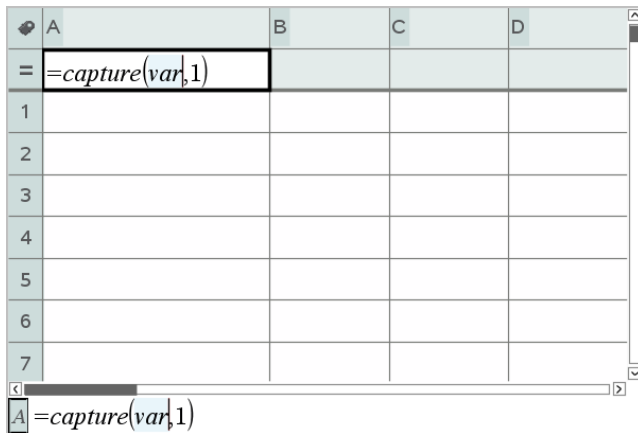 A B C D
= =capture(var,1)
1
2
3
4
5
6
7
A =capture(var,1)